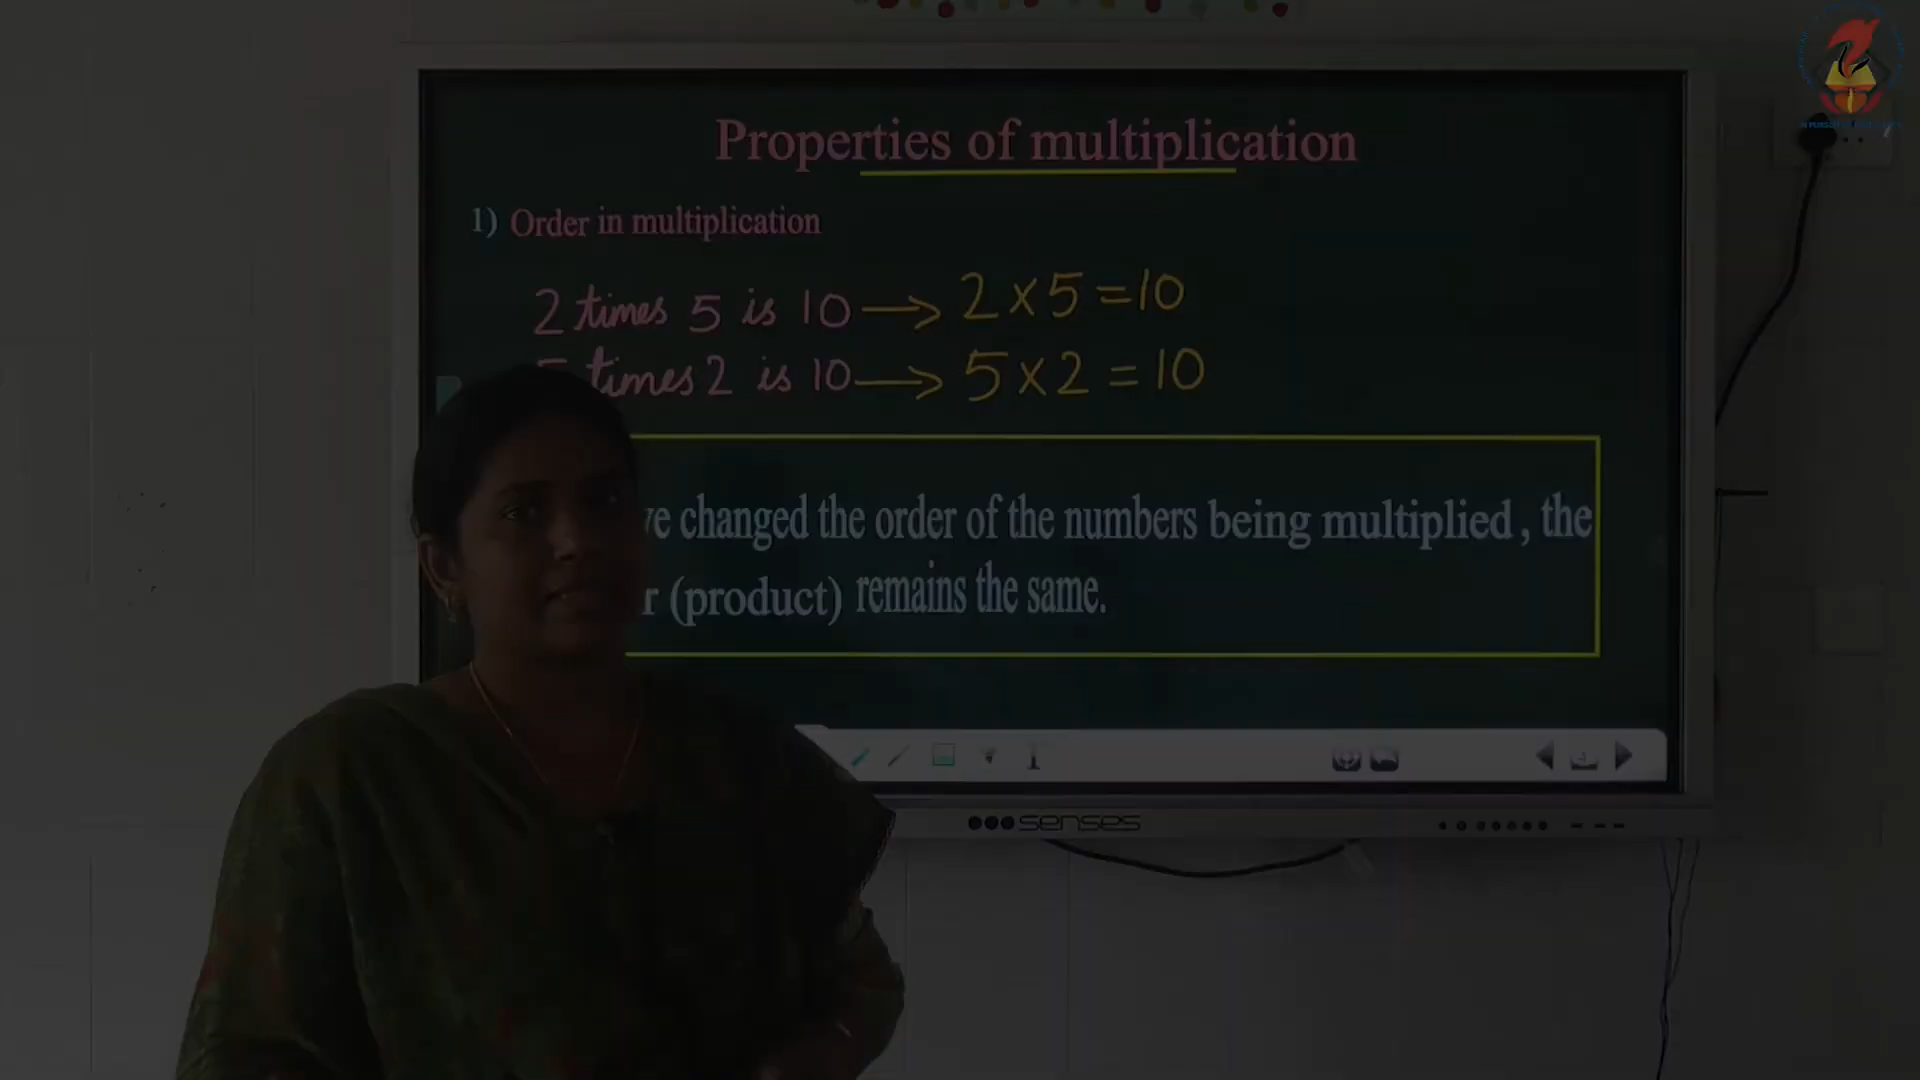 Properties of multiplication
1) Order in multiplication
2 times 5 is 10 → 2 × 5 = 10
times 2 is 10 → 5 × 2 = 10
changed the order of the numbers being multiplied, the
(product) remains the same.
senses